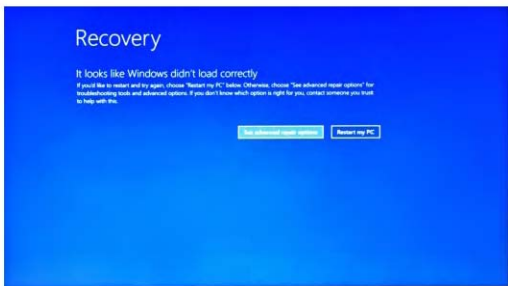 Recovery
It looks like Windows didn't load correctly
If you'd like to restart and try again, choose "Restart my PC" below. Otherwise, choose "See advanced repair options" for
troubleshooting tools and advanced options. If you don't know which option is right for you, contact someone you trust
to help with this.
See advanced repair options Restart my PC